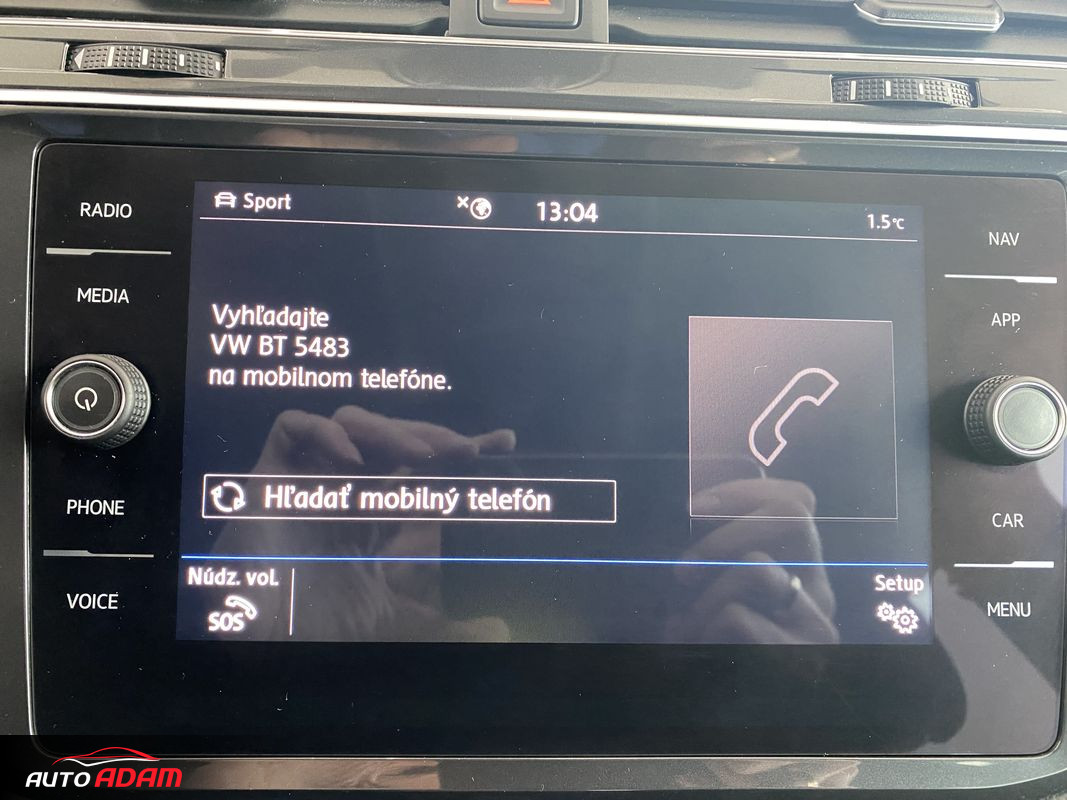 RADIO
MEDIA
PHONE
VOICE
Sport
13:04
1.5°C
Vyhľadajte
VW BT 5483
na mobilnom telefóne.
Hľadať mobilný telefón
Núdz. vol.
SOS
Setup
NAV
APP
CAR
MENU
AUTO ADAM